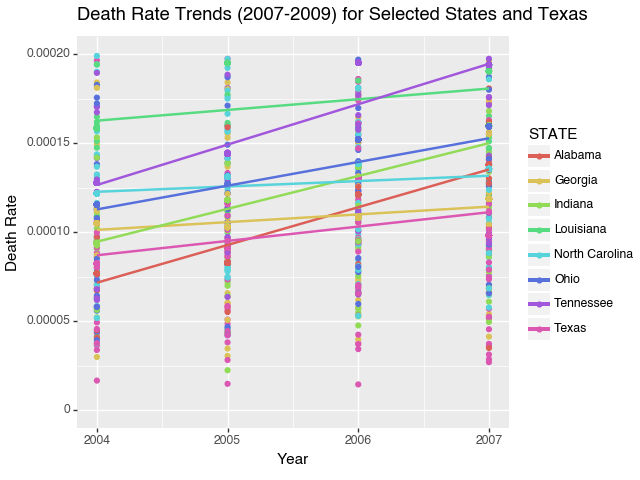 Death Rate Trends (2007-2009) for Selected States and Texas
0.00020
0.00015
0.00010
0.00005
0
Death Rate
2004
2005
2006
2007
Year
STATE
Alabama
Georgia
Indiana
Louisiana
North Carolina
Ohio
Tennessee
Texas